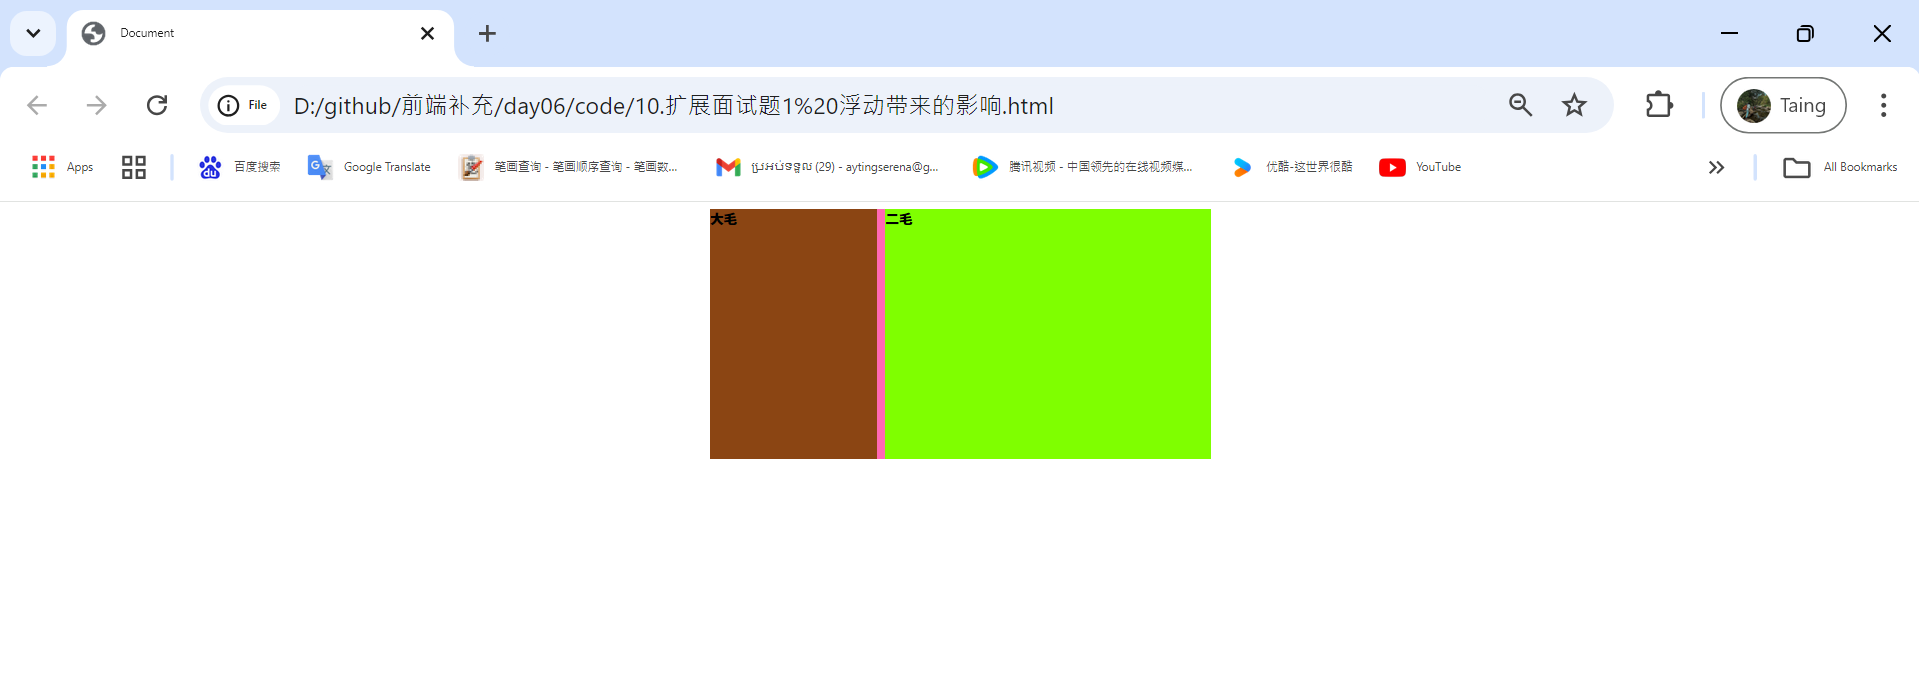 Document
File D:/github/前端补充/day06/code/10.扩展面试题1%20浮动带来的影响.html Taing
Apps 百度搜索 Google Translate 笔画查询 - 笔画顺序查询 - 笔画数... ប្រអប់ទទួល (29) - aytingserena@g... 腾讯视频 - 中国领先的在线视频媒... 优酷-这世界很酷 YouTube All Bookmarks
大毛 二毛